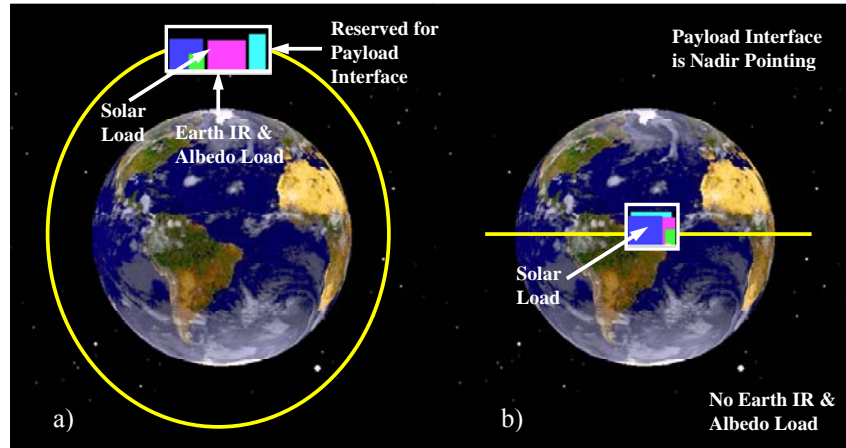 Reserved for
Payload
Interface
Solar
Load
Earth IR &
Albedo Load
a)
Payload Interface
is Nadir Pointing
Solar
Load
No Earth IR &
Albedo Load
b)